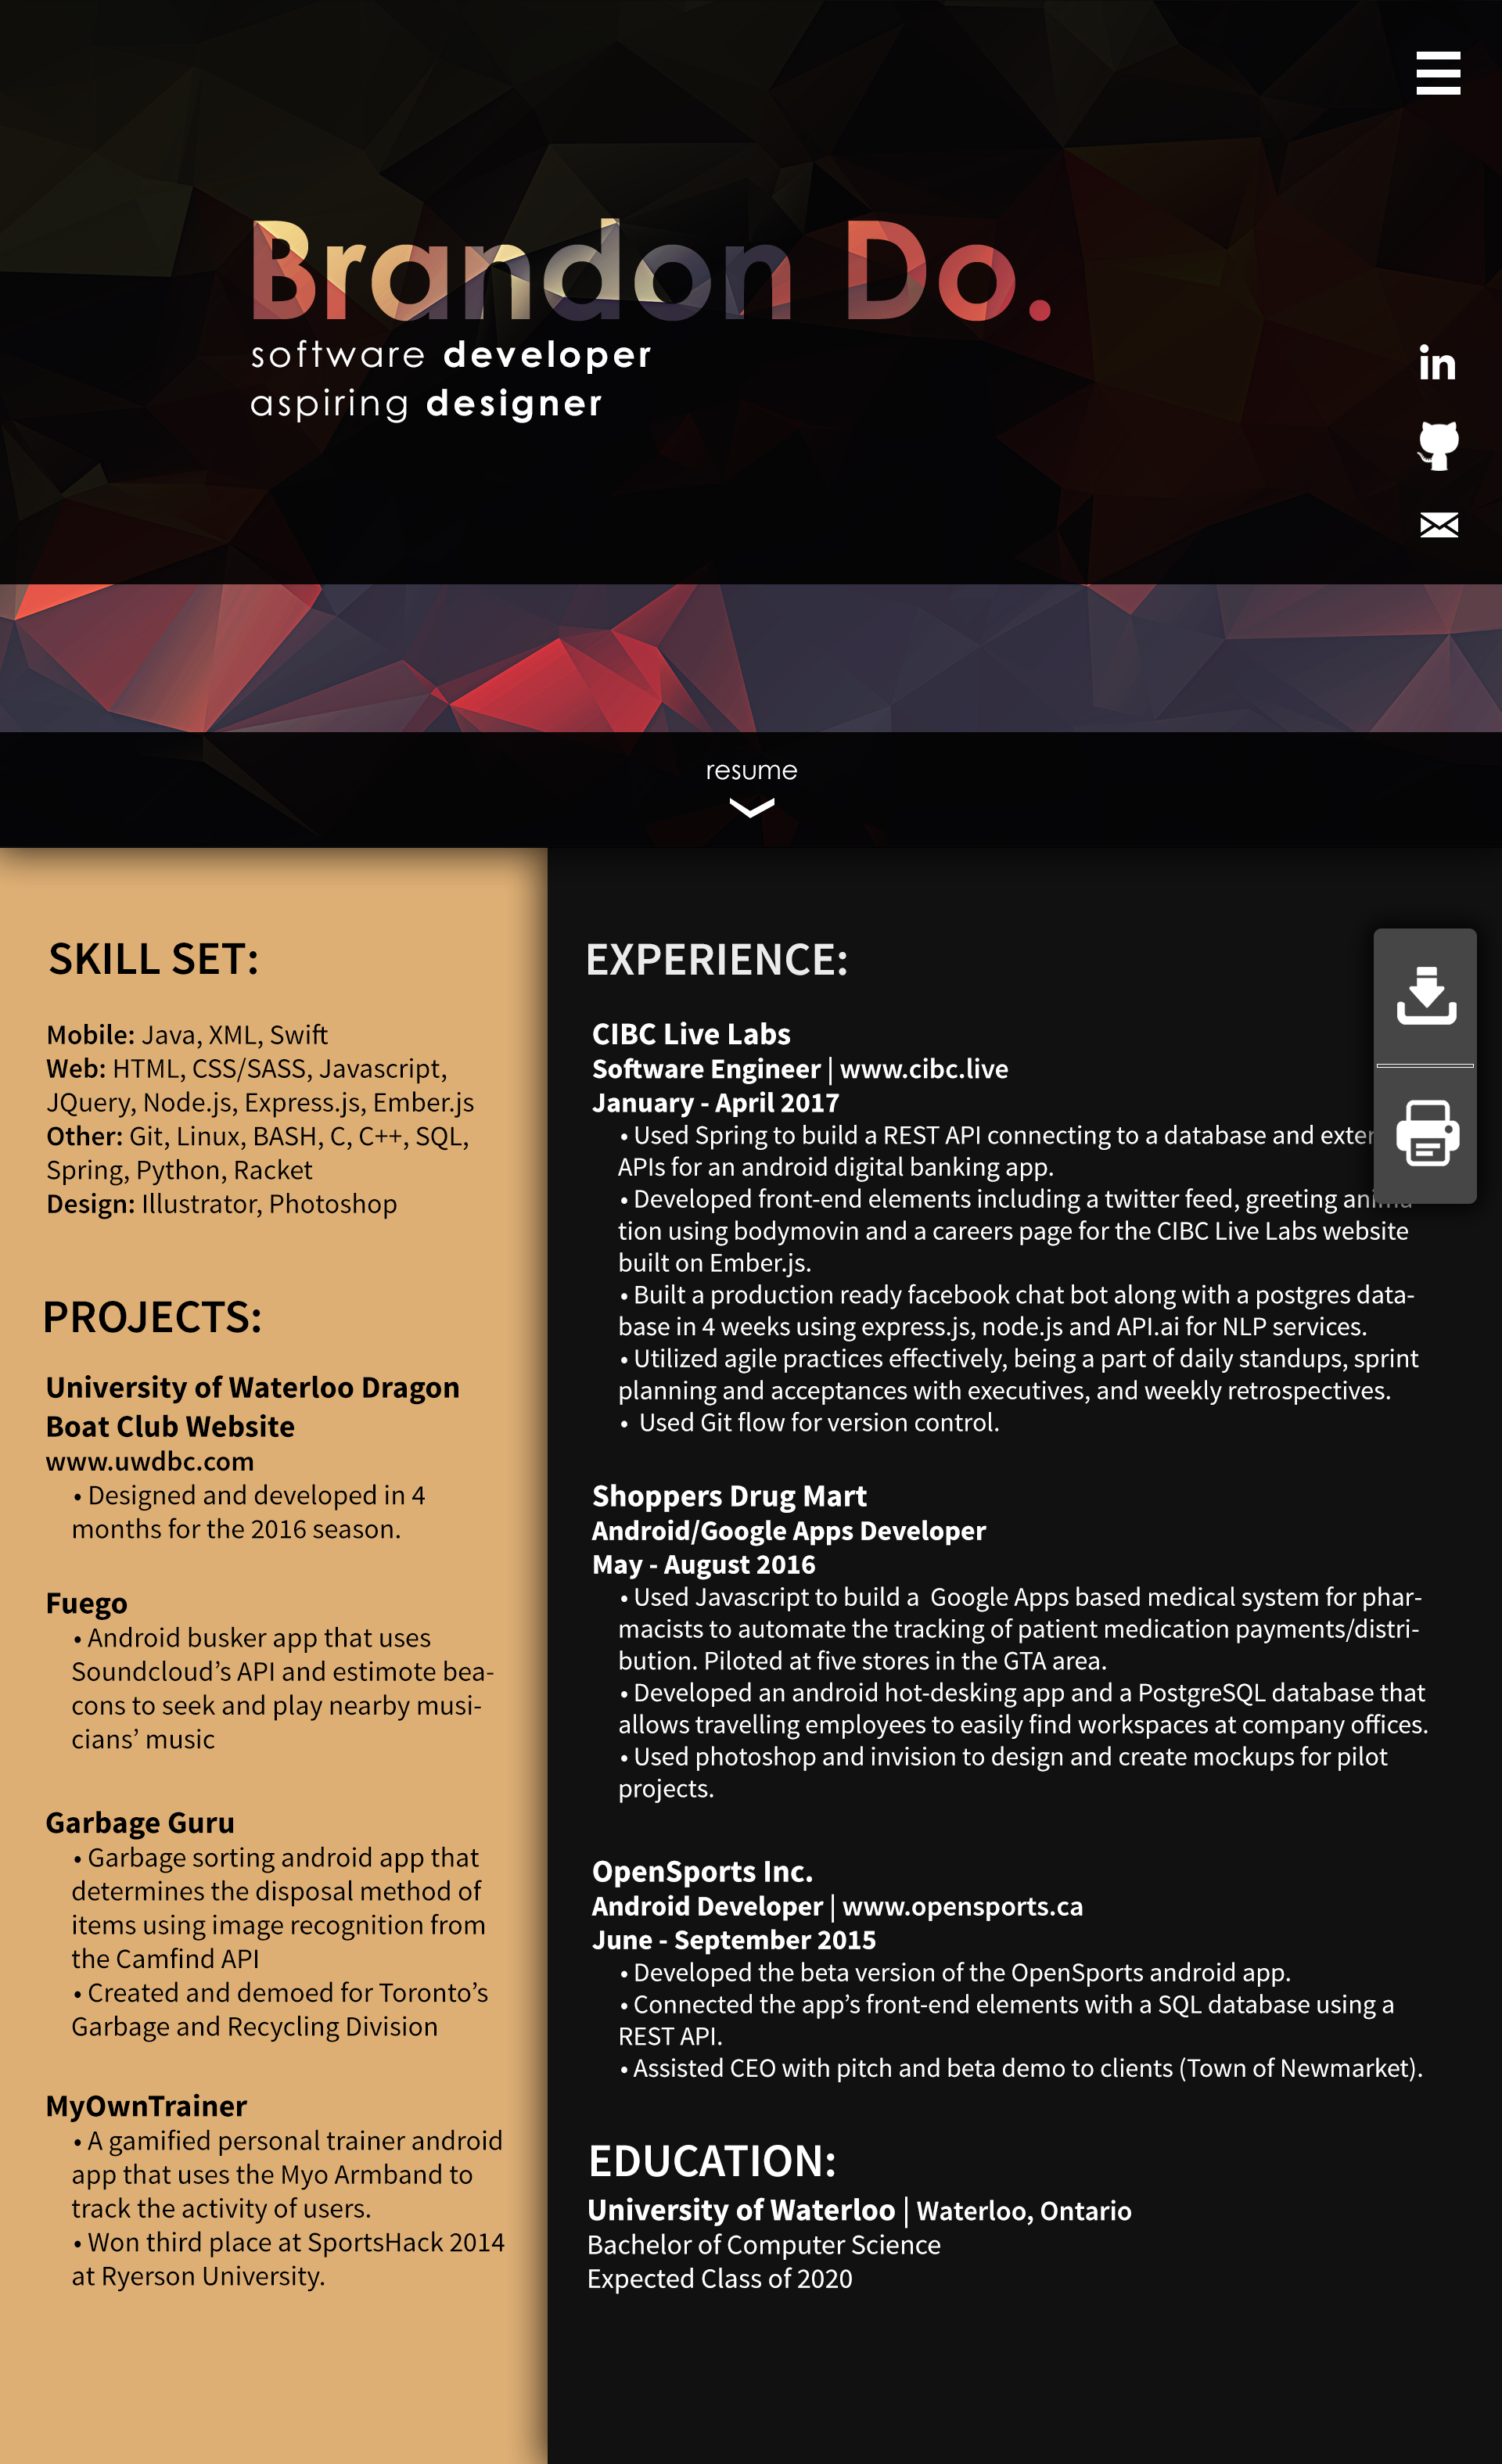 Brandon Do.
software developer
aspiring designer
resume
SKILL SET:
Mobile: Java, XML, Swift
Web: HTML, CSS/SASS, Javascript,
JQuery, Node.js, Express.js, Ember.js
Other: Git, Linux, BASH, C, C++, SQL,
Spring, Python, Racket
Design: Illustrator, Photoshop
PROJECTS:
University of Waterloo Dragon
Boat Club Website
www.uwdbc.com
• Designed and developed in 4
months for the 2016 season.
Fuego
• Android busker app that uses
Soundcloud’s API and estimote bea-
cons to seek and play nearby musi-
cians’ music
Garbage Guru
• Garbage sorting android app that
determines the disposal method of
items using image recognition from
the Camfind API
• Created and demoed for Toronto’s
Garbage and Recycling Division
MyOwnTrainer
• A gamified personal trainer android
app that uses the Myo Armband to
track the activity of users.
• Won third place at SportsHack 2014
at Ryerson University.
EXPERIENCE:
CIBC Live Labs
Software Engineer | www.cibc.live
January - April 2017
• Used Spring to build a REST API connecting to a database and
APIs for an android digital banking app.
• Developed front-end elements including a twitter feed, greeting anima-
tion using bodymovin and a careers page for the CIBC Live Labs website
built on Ember.js.
• Built a production ready facebook chat bot along with a postgres data-
base in 4 weeks using express.js, node.js and API.ai for NLP services.
• Utilized agile practices effectively, being a part of daily standups, sprint
planning and acceptances with executives, and weekly retrospectives.
• Used Git flow for version control.
Shoppers Drug Mart
Android/Google Apps Developer
May - August 2016
• Used Javascript to build a Google Apps based medical system for phar-
macists to automate the tracking of patient medication payments/distri-
bution. Piloted at five stores in the GTA area.
• Developed an android hot-desking app and a PostgreSQL database that
allows travelling employees to easily find workspaces at company offices.
• Used photoshop and invision to design and create mockups for pilot
projects.
OpenSports Inc.
Android Developer | www.opensports.ca
June - September 2015
• Developed the beta version of the OpenSports android app.
• Connected the app’s front-end elements with a SQL database using a
REST API.
• Assisted CEO with pitch and beta demo to clients (Town of Newmarket).
EDUCATION:
University of Waterloo | Waterloo, Ontario
Bachelor of Computer Science
Expected Class of 2020